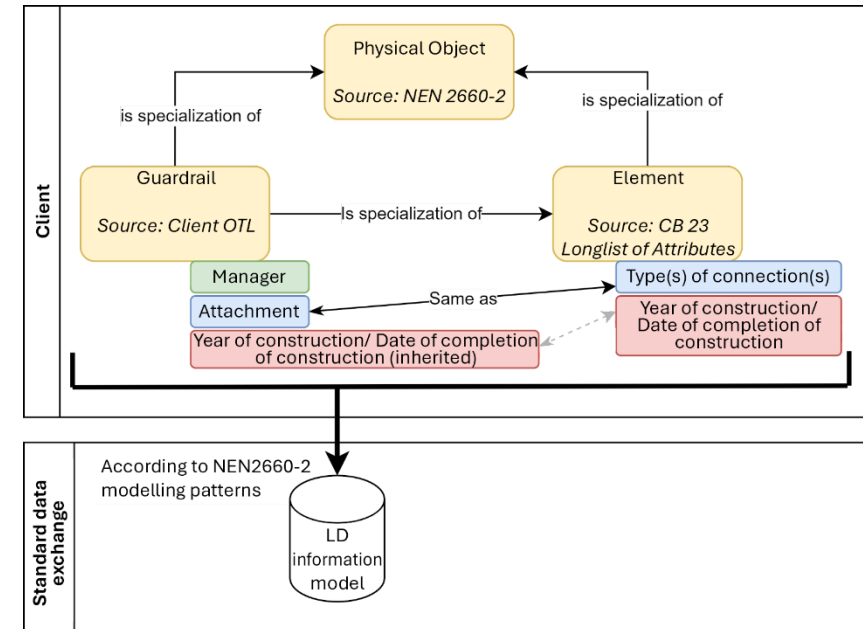 Client
Physical Object
Source: NEN 2660-2
is specialization of
is specialization of
Guardrail
Source: Client OTL
Is specialization of
Element
Source: CB 23
Longlist of Attributes
Manager
Attachment
Same as
Type(s) of connection(s)
Year of construction/ Date of completion
of construction (inherited)
Year of construction/
Date of completion of
construction
Standard data
exchange
According to NEN2660-2
modelling patterns
LD
information
model